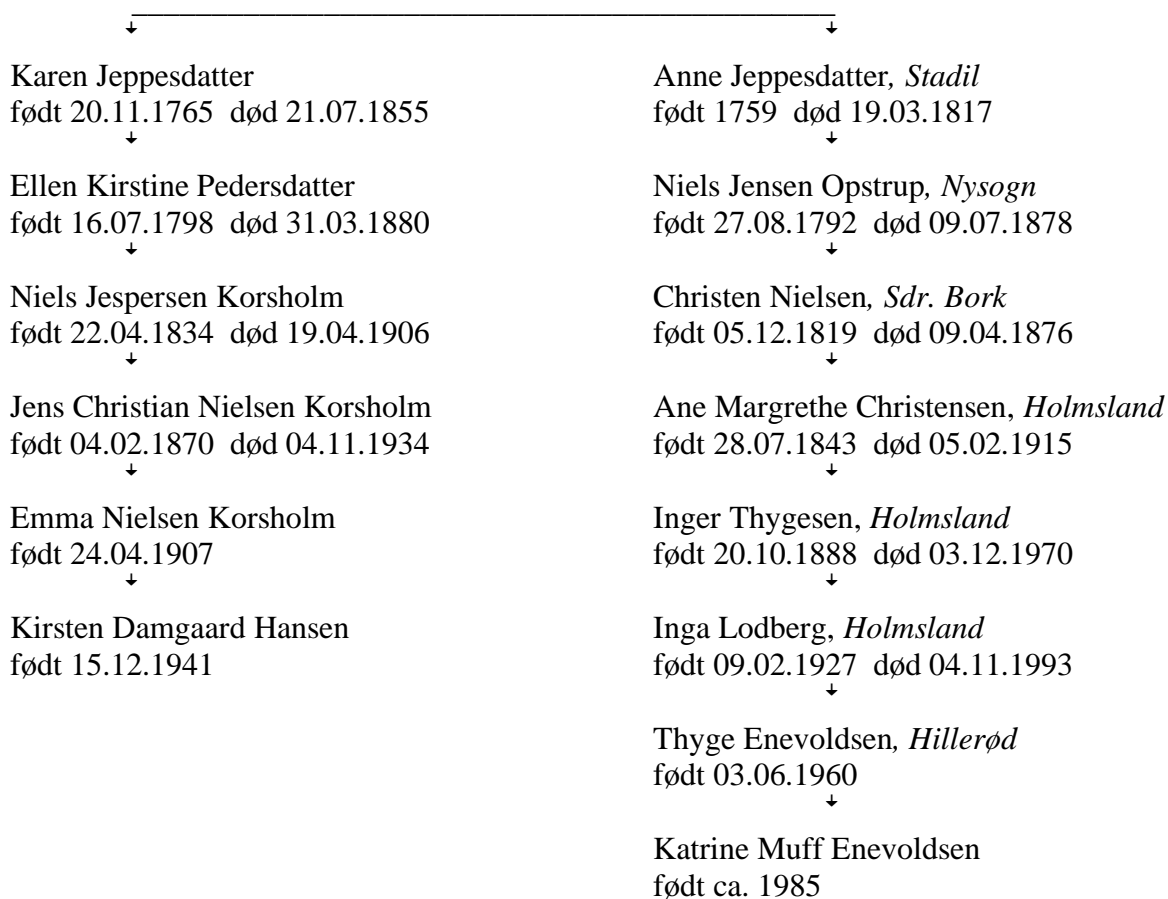 Karen Jeppesdatter
født 20.11.1765  død 21.07.1855
Ellen Kirstine Pedersdatter
født 16.07.1798  død 31.03.1880
Niels Jespersen Korsholm
født 22.04.1834  død 19.04.1906
Jens Christian Nielsen Korsholm
født 04.02.1870  død 04.11.1934
Emma Nielsen Korsholm
født 24.04.1907
Kirsten Damgaard Hansen
født 15.12.1941
Anne Jeppesdatter, Stadil
født 1759  død 19.03.1817
Niels Jensen Opstrup, Nysogn
født 27.08.1792  død 09.07.1878
Christen Nielsen, Sdr. Bork
født 05.12.1819  død 09.04.1876
Ane Margrethe Christensen, Holmsland
født 28.07.1843  død 05.02.1915
Inger Thygesen, Holmsland
født 20.10.1888  død 03.12.1970
Inga Lodberg, Holmsland
født 09.02.1927  død 04.11.1993
Thyge Enevoldsen, Hillerød
født 03.06.1960
Katrine Muff Enevoldsen
født ca. 1985